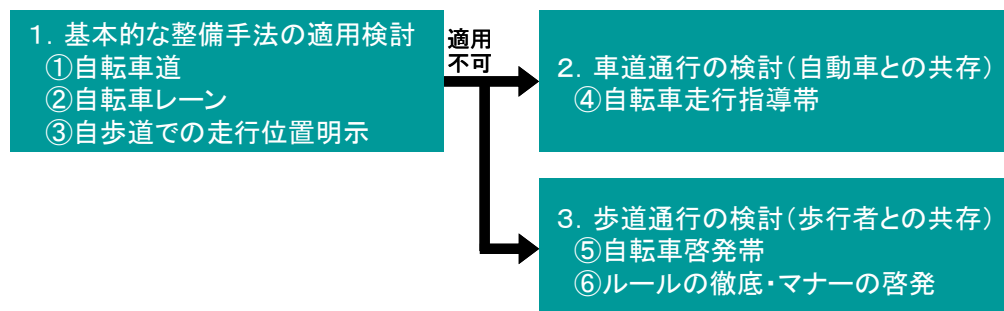 1．基本的な整備手法の適用検討
①自転車道
②自転車レーン
③自歩道での走行位置明示
適用
不可
2．車道通行の検討（自動車との共存）
④自転車走行指導帯
3．歩道通行の検討（歩行者との共存）
⑤自転車啓発帯
⑥ルールの徹底・マナーの啓発